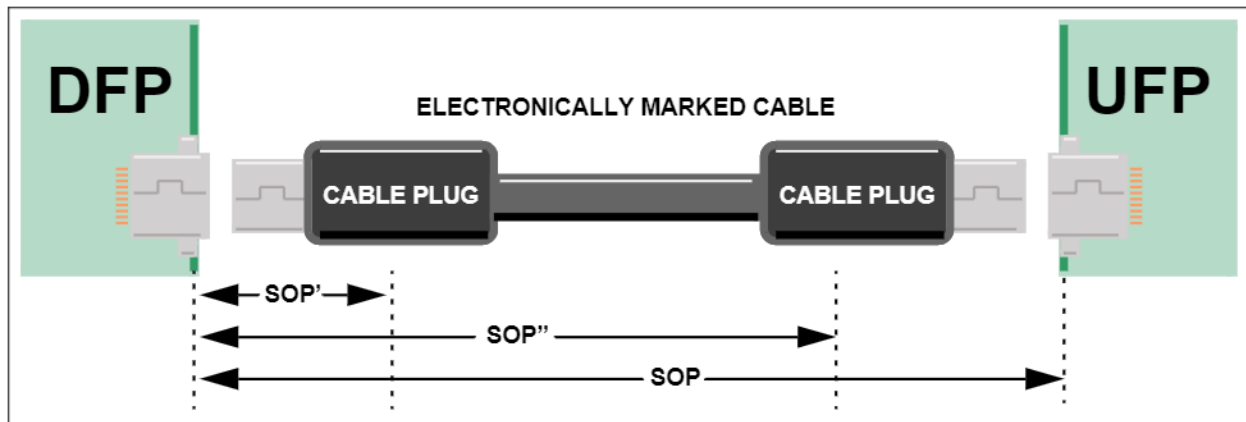 DFP
UFP
ELECTRONICALLY MARKED CABLE
CABLE PLUG
CABLE PLUG
SOP’
SOP”
SOP